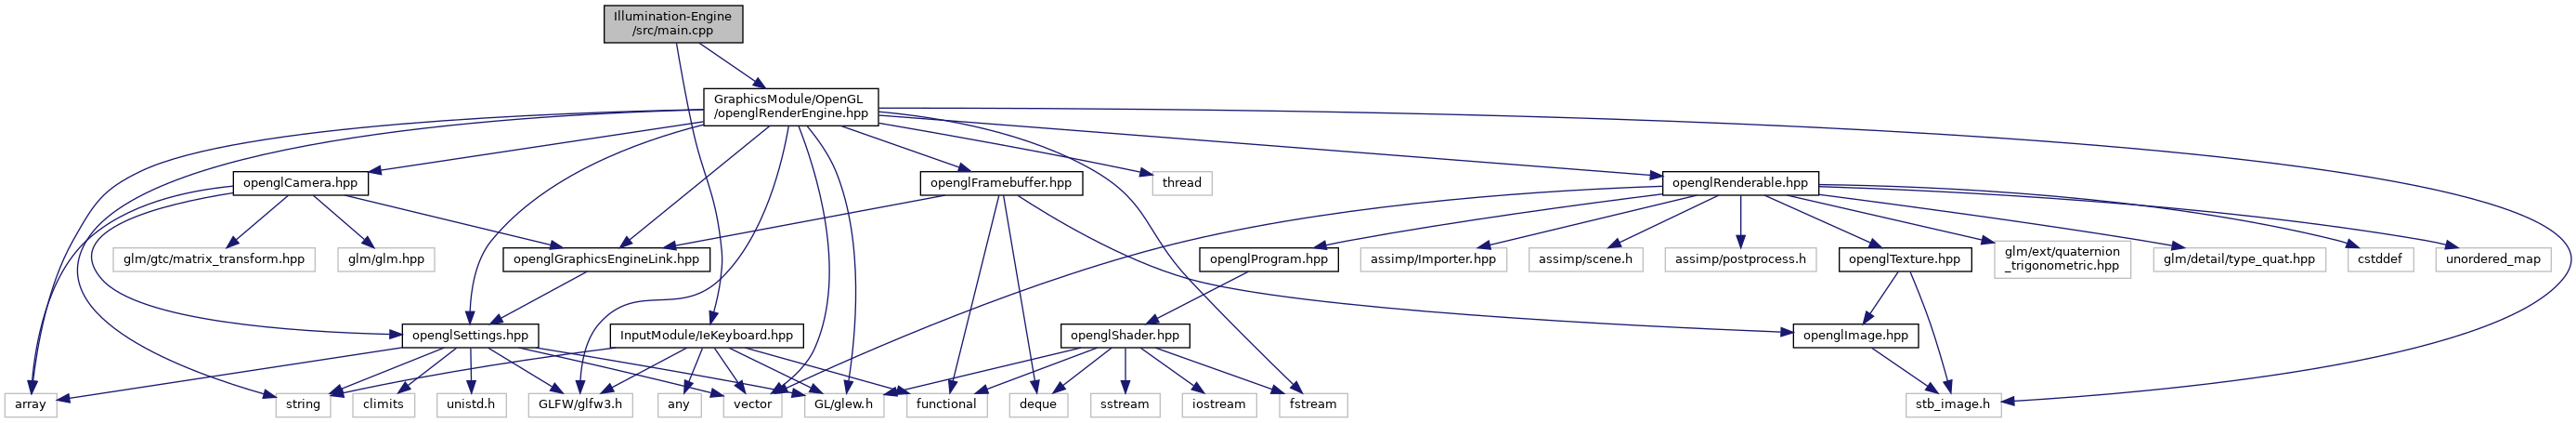 Illumination-Engine
/src/main.cpp
GraphicsModule/OpenGL
/openglRenderEngine.hpp
openglCamera.hpp
openglFramebuffer.hpp
thread
openglRenderable.hpp
glm/gtc/matrix_transform.hpp
glm/glm.hpp
openglGraphicsEngineLink.hpp
openglProgram.hpp
assimp/Importer.hpp
assimp/scene.h
assimp/postprocess.h
openglTexture.hpp
glm/ext/quaternion
_trigonometric.hpp
glm/detail/type_quat.hpp
cstddef
unordered_map
openglSettings.hpp
InputModule/IeKeyboard.hpp
openglShader.hpp
openglImage.hpp
array
string
climits
unistd.h
GLFW/glfw3.h
any
vector
GL/glew.h
functional
deque
sstream
iostream
fstream
stb_image.h